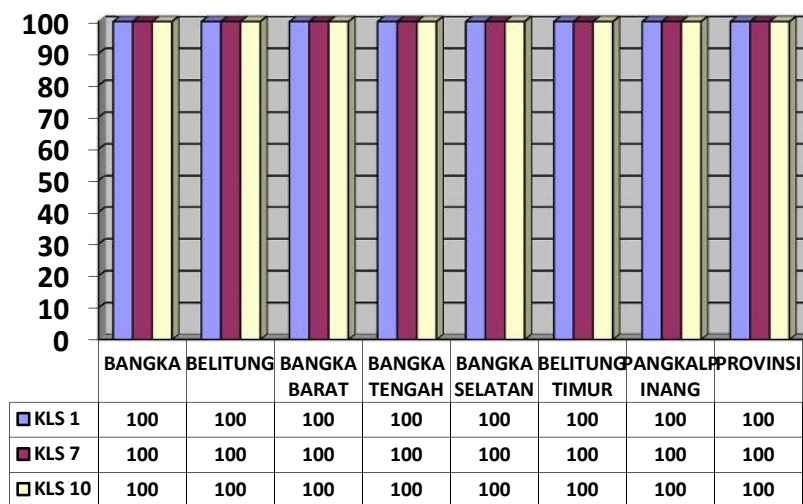 100
90
80
70
60
50
40
30
20
10
0
BANGKA BELITUNG BANGKA BARAT BANGKA TENGAH BANGKA SELATAN BELITUNG TIMUR PANGKALPINANG PROVINSI
KLS 1 100 100 100 100 100 100 100 100
KLS 7 100 100 100 100 100 100 100 100
KLS 10 100 100 100 100 100 100 100 100